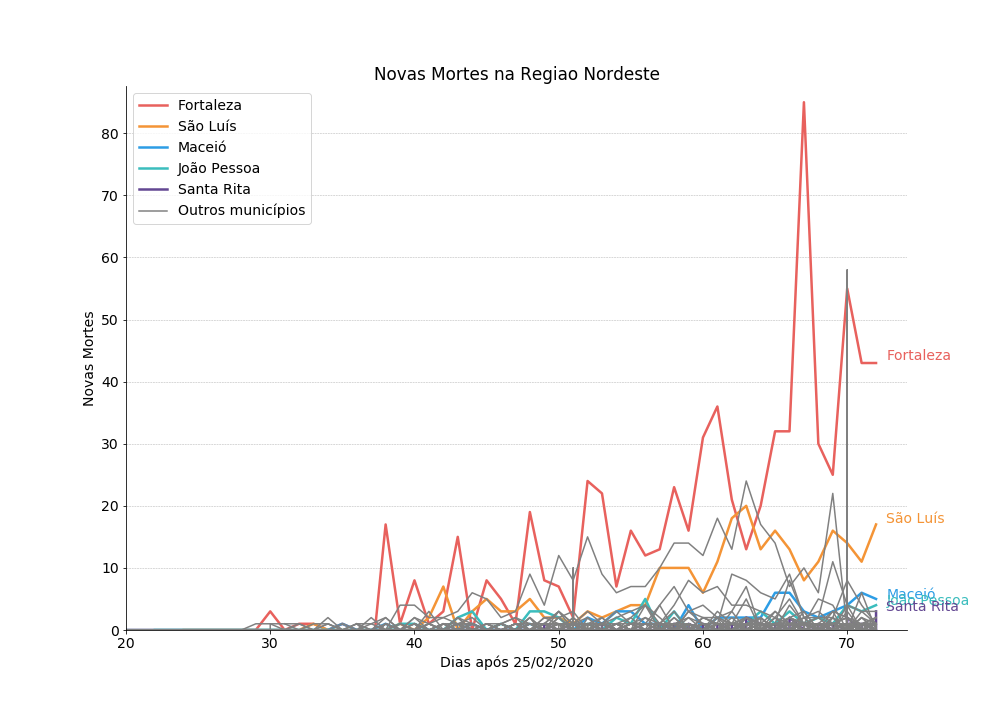 Novas Mortes na Regiao Nordeste
Fortaleza
São Luís
Maceió
João Pessoa
Santa Rita
Outros municípios
Novas Mortes
80
70
60
50
40
30
20
10
0
20
30
40
50
60
70
Dias após 25/02/2020
Fortaleza
São Luís
Maceió
João Pessoa
Santa Rita